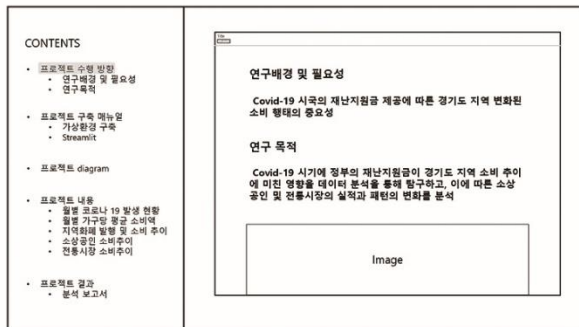 CONTENTS
• 프로젝트 수행 방향
• 연구배경 및 필요성
• 연구목적
• 프로젝트 구축 매뉴얼
• 가상환경 구축
• Streamlit
• 프로젝트 diagram
• 프로젝트 내용
• 월별 코로나 19 발생 현황
• 월별 가구당 평균 소비액
• 지역화폐 발행 및 소비 추이
• 소상공인 소비추이
• 전통시장 소비추이
• 프로젝트 결과
• 분석 보고서
연구배경 및 필요성
Covid-19 시국의 재난지원금 제공에 따른 경기도 지역 변화된
소비 행태의 중요성
연구 목적
Covid-19 시기에 정부의 재난지원금이 경기도 지역 소비 추이
에 미친 영향을 데이터 분석을 통해 탐구하고, 이에 따른 소상
공인 및 전통시장의 실적과 패턴의 변화를 분석
Image